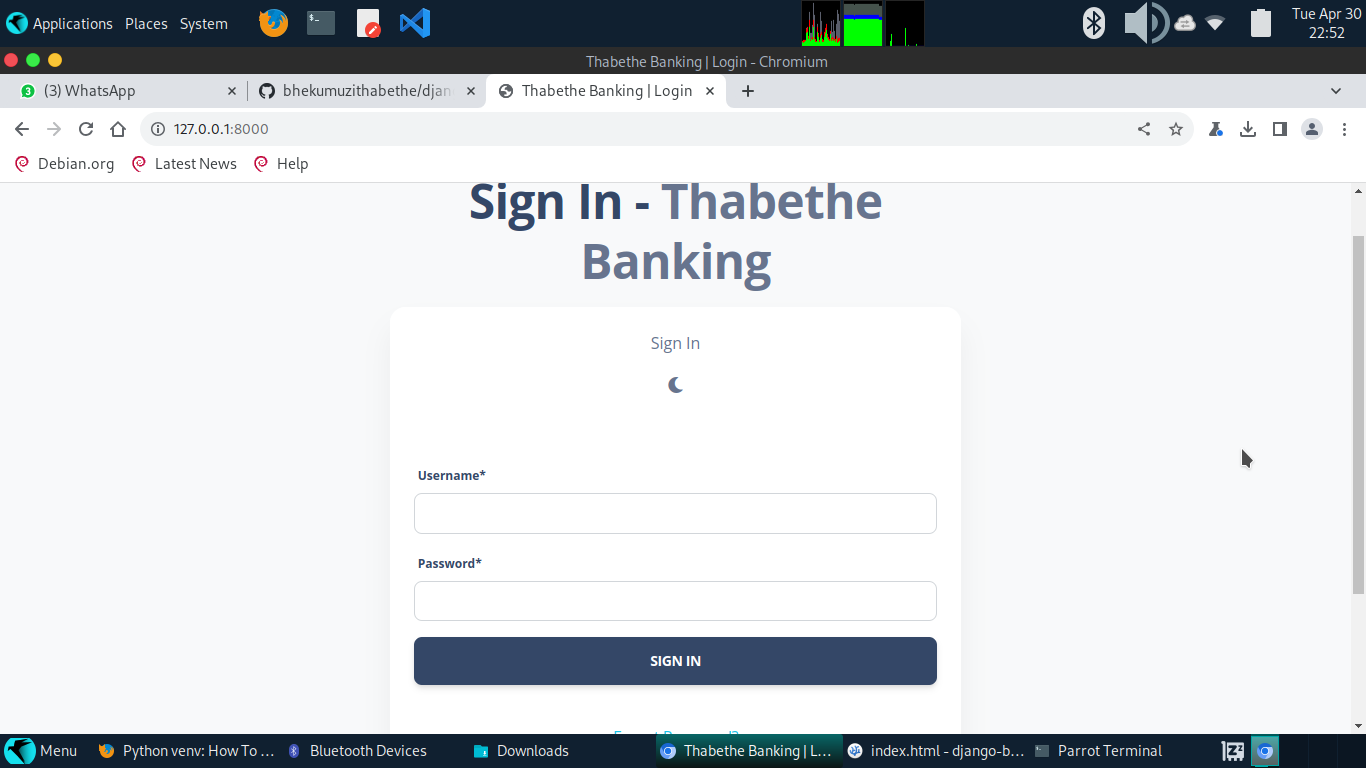 Applications Places System
Tue Apr 30
22:52
Thabethe Banking | Login - Chromium
3 (3) WhatsApp
bhekumuzithabethe/djan
Thabethe Banking | Login
127.0.0.1:8000
Debian.org Latest News Help
Sign In - Thabethe
Banking
Sign In
Username*
Password*
SIGN IN
Menu Python venv: How To ... Bluetooth Devices Downloads Thabethe Banking | L... index.html - django-b... Parrot Terminal